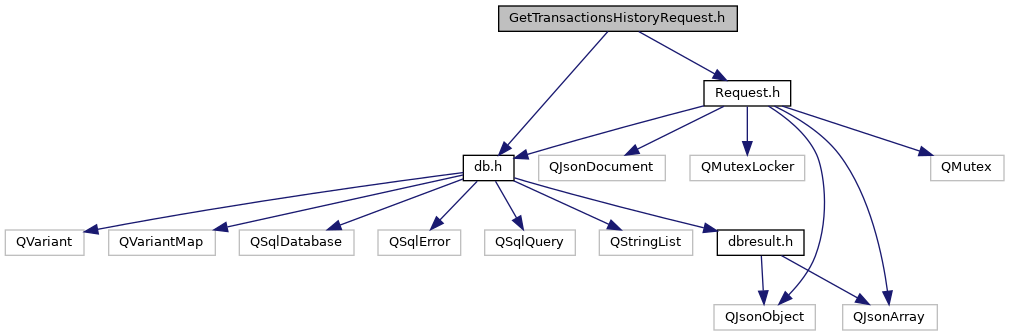 GetTransactionsHistoryRequest.h
Request.h
db.h
QJsonDocument
QMutexLocker
QMutex
QVariant
QVariantMap
QSqlDatabase
QSqlError
QSqlQuery
QStringList
dbresult.h
QJsonObject
QJsonArray